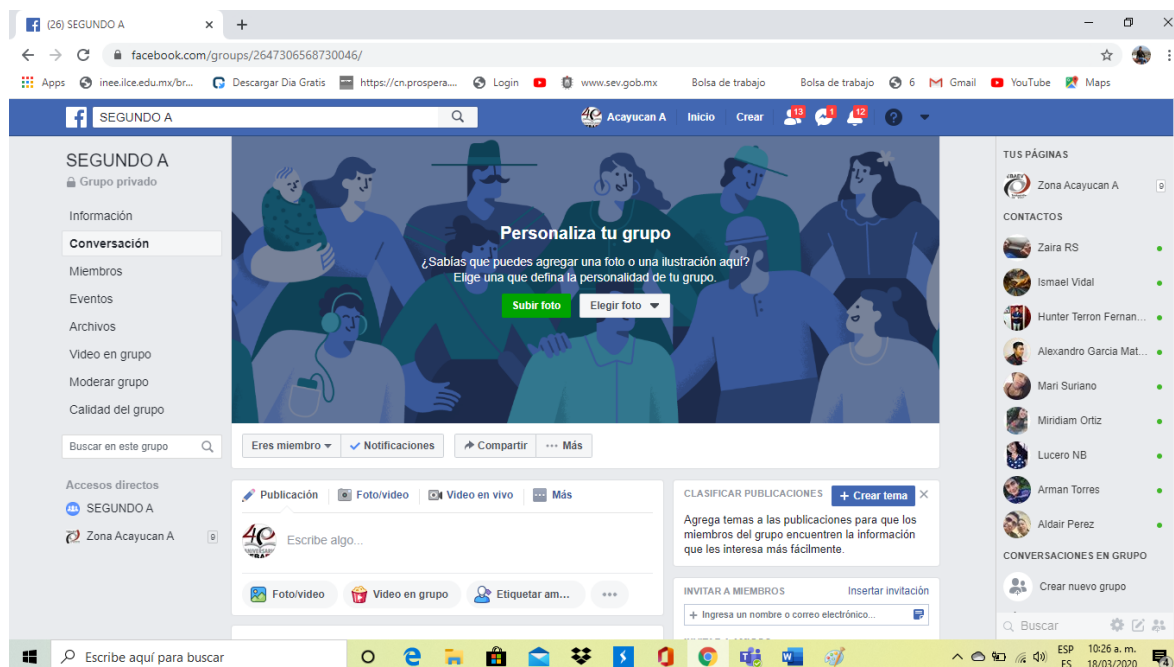 (26) SEGUNDO A
facebook.com/groups/2647306568730046/
Apps
inee.ilce.edu.mx/br...
Descargar Dia Gratis
https://cn.prospera....
Login
www.sev.gob.mx
Bolsa de trabajo
Bolsa de trabajo
6
Gmail
YouTube
Maps
SEGUNDO A
Acayucan A
Inicio
Crear
13
1
12
SEGUNDO A
Grupo privado
Información
Conversación
Miembros
Eventos
Archivos
Video en grupo
Moderar grupo
Calidad del grupo
Buscar en este grupo
Accesos directos
SEGUNDO A
Zona Acayucan A
9
Personaliza tu grupo
¿Sabías que puedes agregar una foto o una ilustración aquí?
Elige una que defina la personalidad de tu grupo.
Subir foto
Elegir foto
Eres miembro
Notificaciones
Compartir
Más
Publicación
Foto/video
Video en vivo
Más
Escribe algo...
Foto/video
Video en grupo
Etiquetar am...
CLASIFICAR PUBLICACIONES
+ Crear tema
Agrega temas a las publicaciones para que los
miembros del grupo encuentren la información
que les interesa más fácilmente.
INVITAR A MIEMBROS
Insertar invitación
+ Ingresa un nombre o correo electrónico...
TUS PÁGINAS
Zona Acayucan A
9
CONTACTOS
Zaira RS
Ismael Vidal
Hunter Terron Fernan...
Alexandro Garcia Mat...
Mari Suriano
Miridiam Ortiz
Lucero NB
Arman Torres
Aldair Perez
CONVERSACIONES EN GRUPO
Crear nuevo grupo
Buscar
Escribe aquí para buscar
ESP
ES
10:26 a. m.
18/03/2020